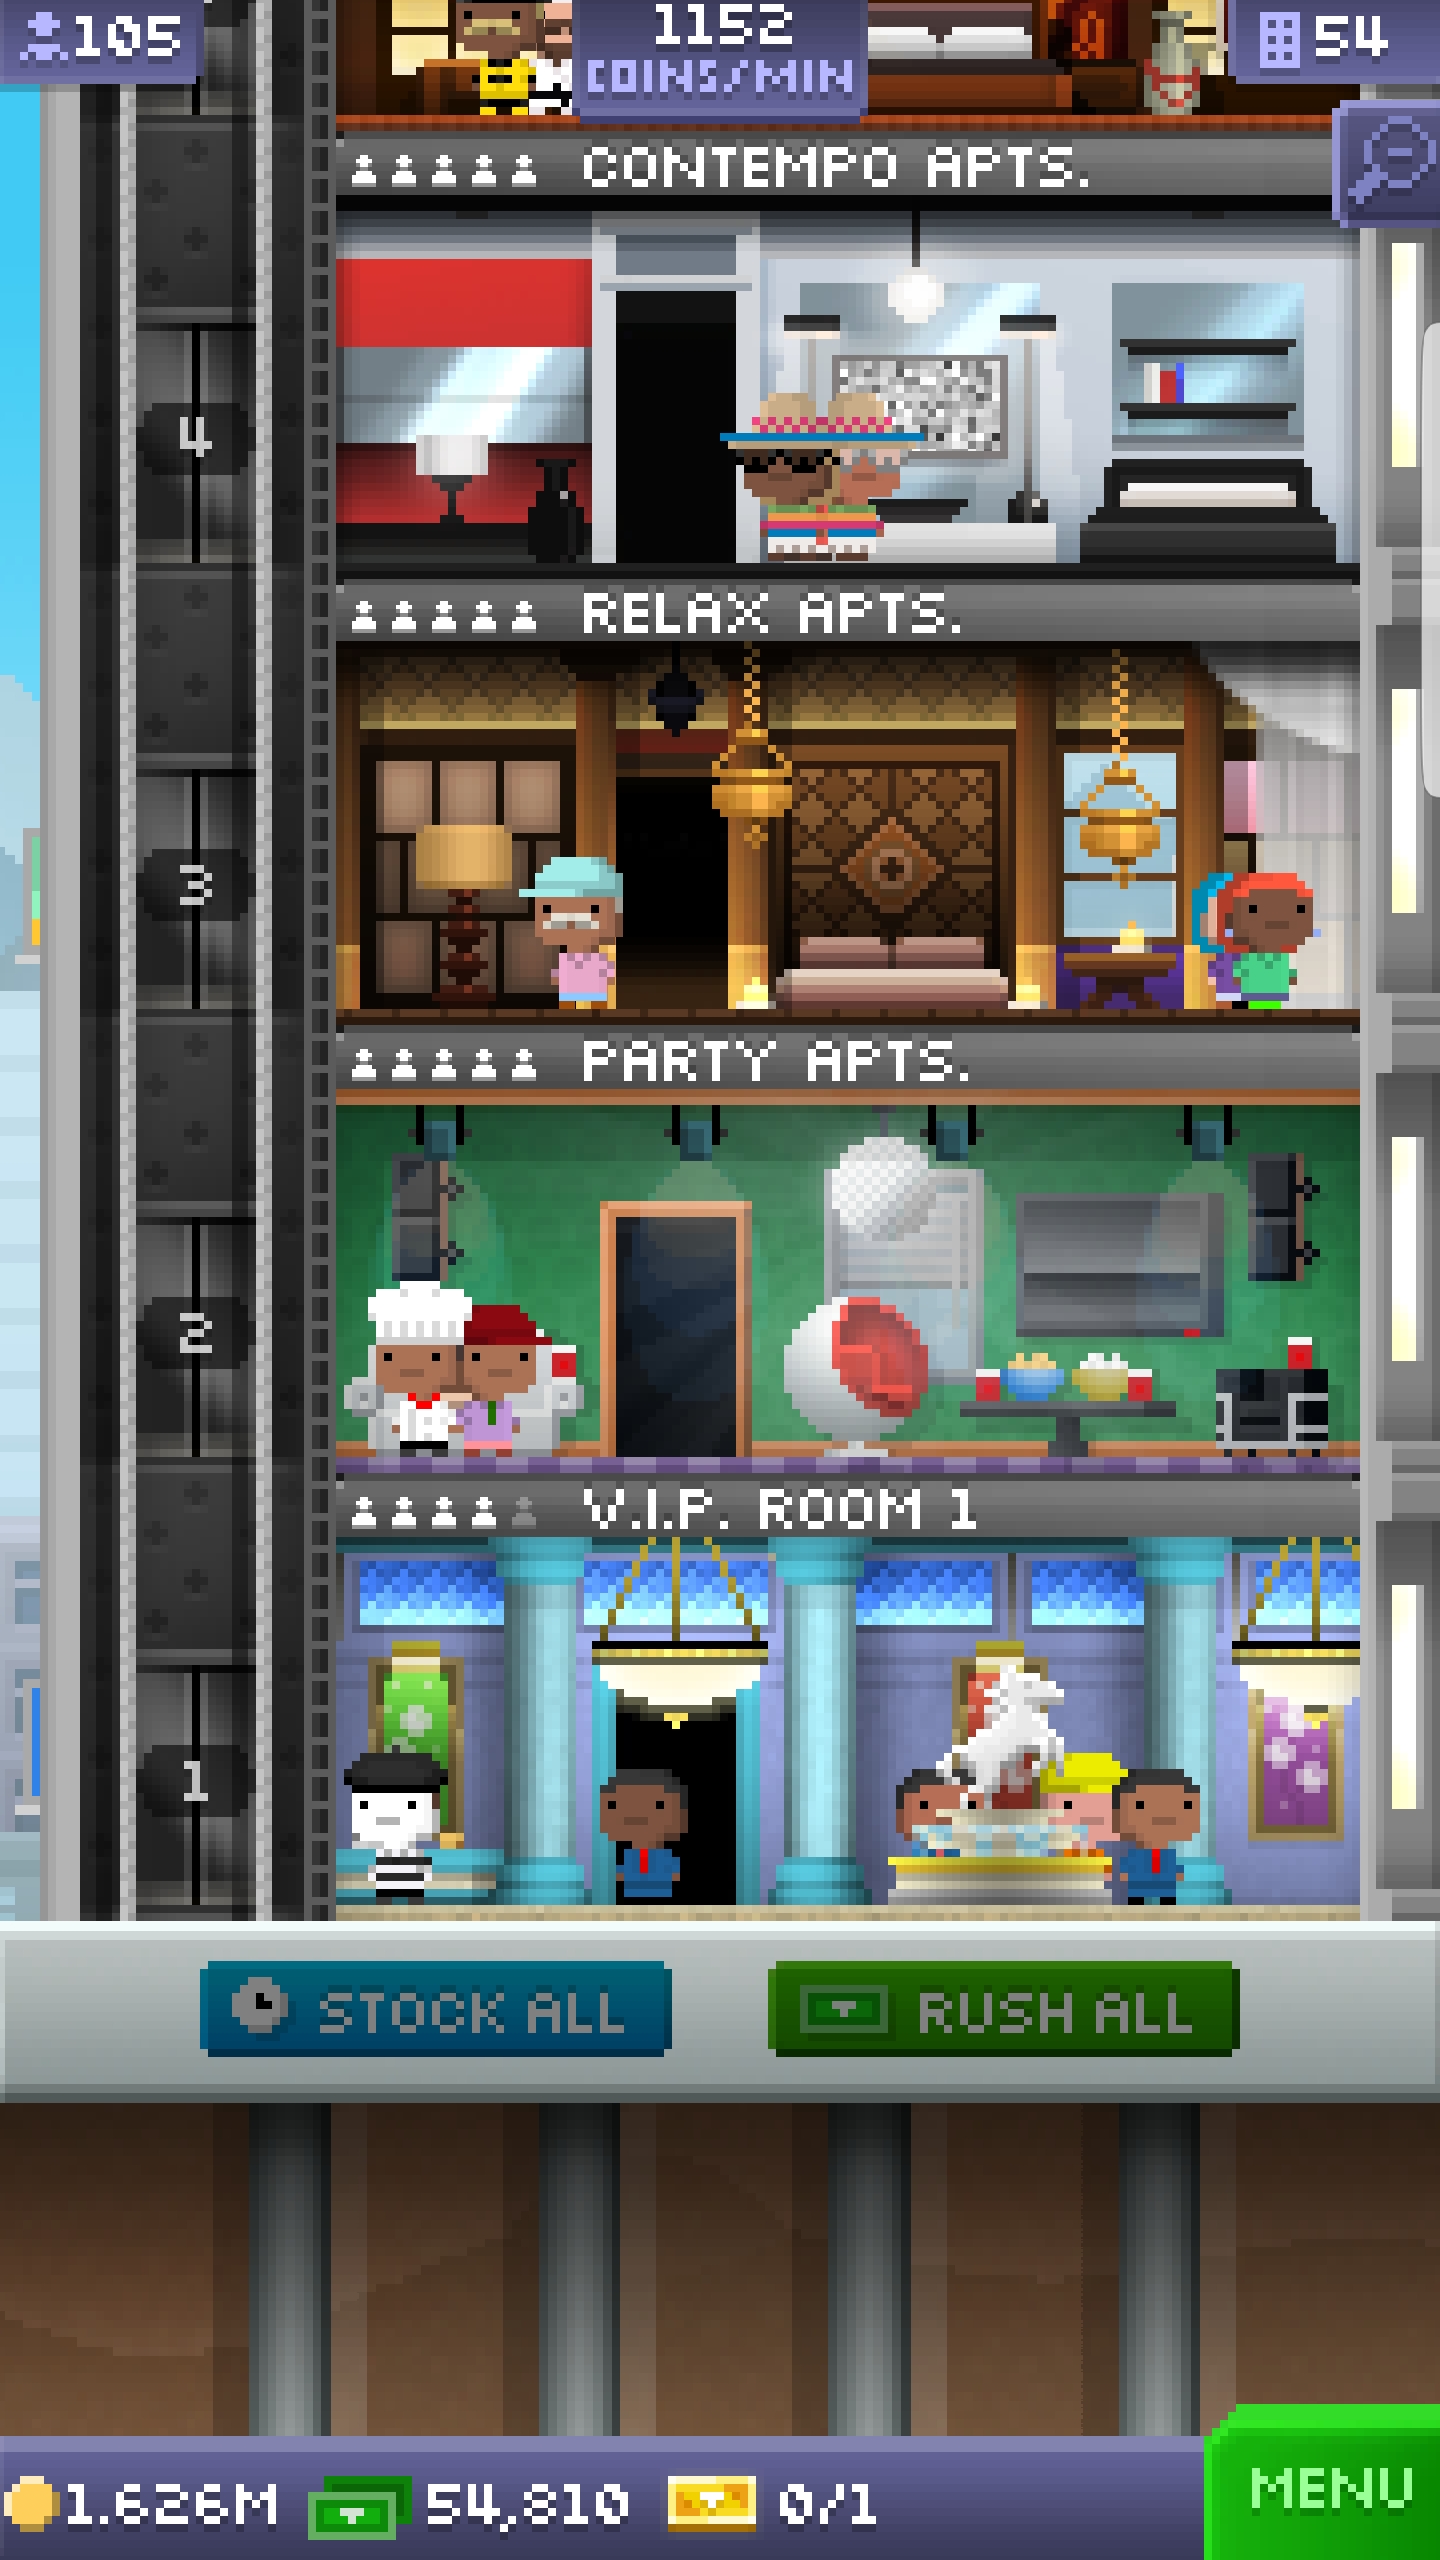 105
1152
COINS/MIN
54
CONTEMPO APTS.
4
RELAX APTS.
3
PARTY APTS.
2
V.I.P. ROOM 1
1
STOCK ALL
RUSH ALL
1.626M
54,810
0/1
MENU